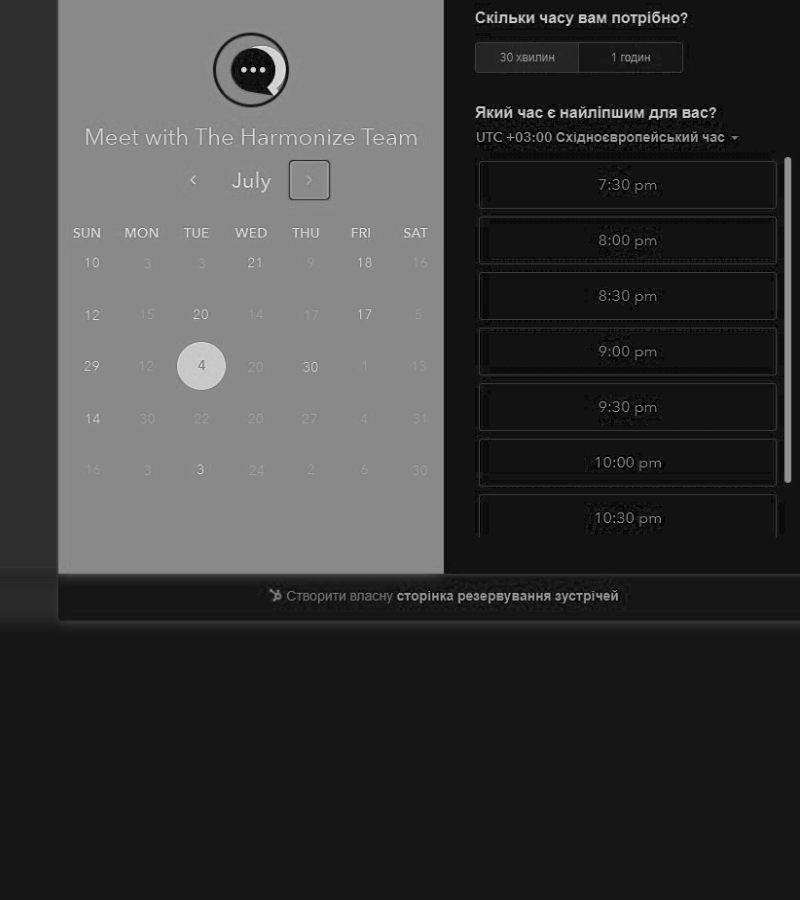 Meet with The Harmonize Team
July
SUN MON TUE WED THU FRI SAT
10 3 3 21 9 18 16
12 15 20 14 17 17 5
29 12 4 20 30 1 13
14 30 22 20 27 4 31
16 3 3 24 2 6 30
Скільки часу вам потрібно?
30 хвилин 1 годин
Який час є найліпшим для вас?
UTC +03:00 Східноєвропейський час
7:30 pm
8:00 pm
8:30 pm
9:00 pm
9:30 pm
10:00 pm
10:30 pm
Створити власну сторінка резервування зустрічей